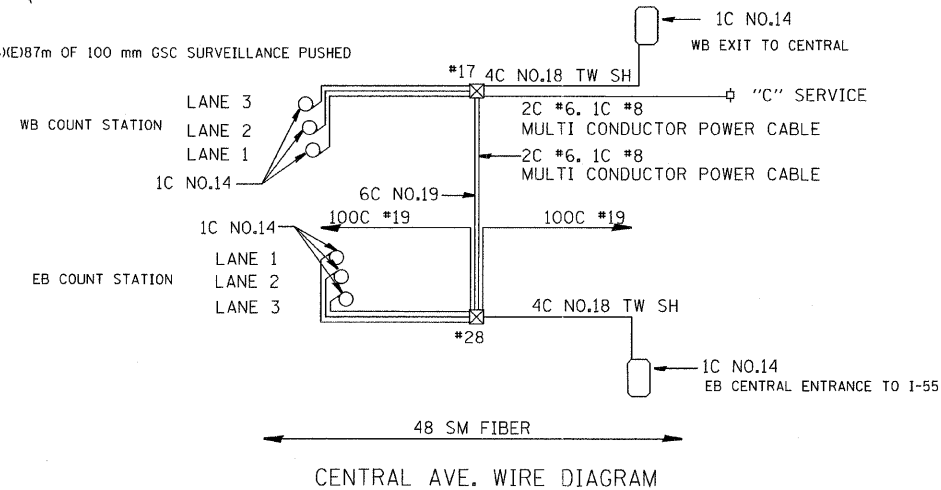 1C NO.14
WB EXIT TO CENTRAL
)(E)87m OF 100 mm GSC SURVEILLANCE PUSHED
#17
4C NO.18 TW SH
LANE 3
WB COUNT STATION
LANE 2
LANE 1
1C NO.14
"C" SERVICE
2C #6. 1C #8
MULTI CONDUCTOR POWER CABLE
2C #6. 1C #8
MULTI CONDUCTOR POWER CABLE
6C NO.19
100C #19
100C #19
1C NO.14
LANE 1
EB COUNT STATION
LANE 2
LANE 3
4C NO.18 TW SH
#28
1C NO.14
EB CENTRAL ENTRANCE TO I-55
48 SM FIBER
CENTRAL AVE. WIRE DIAGRAM